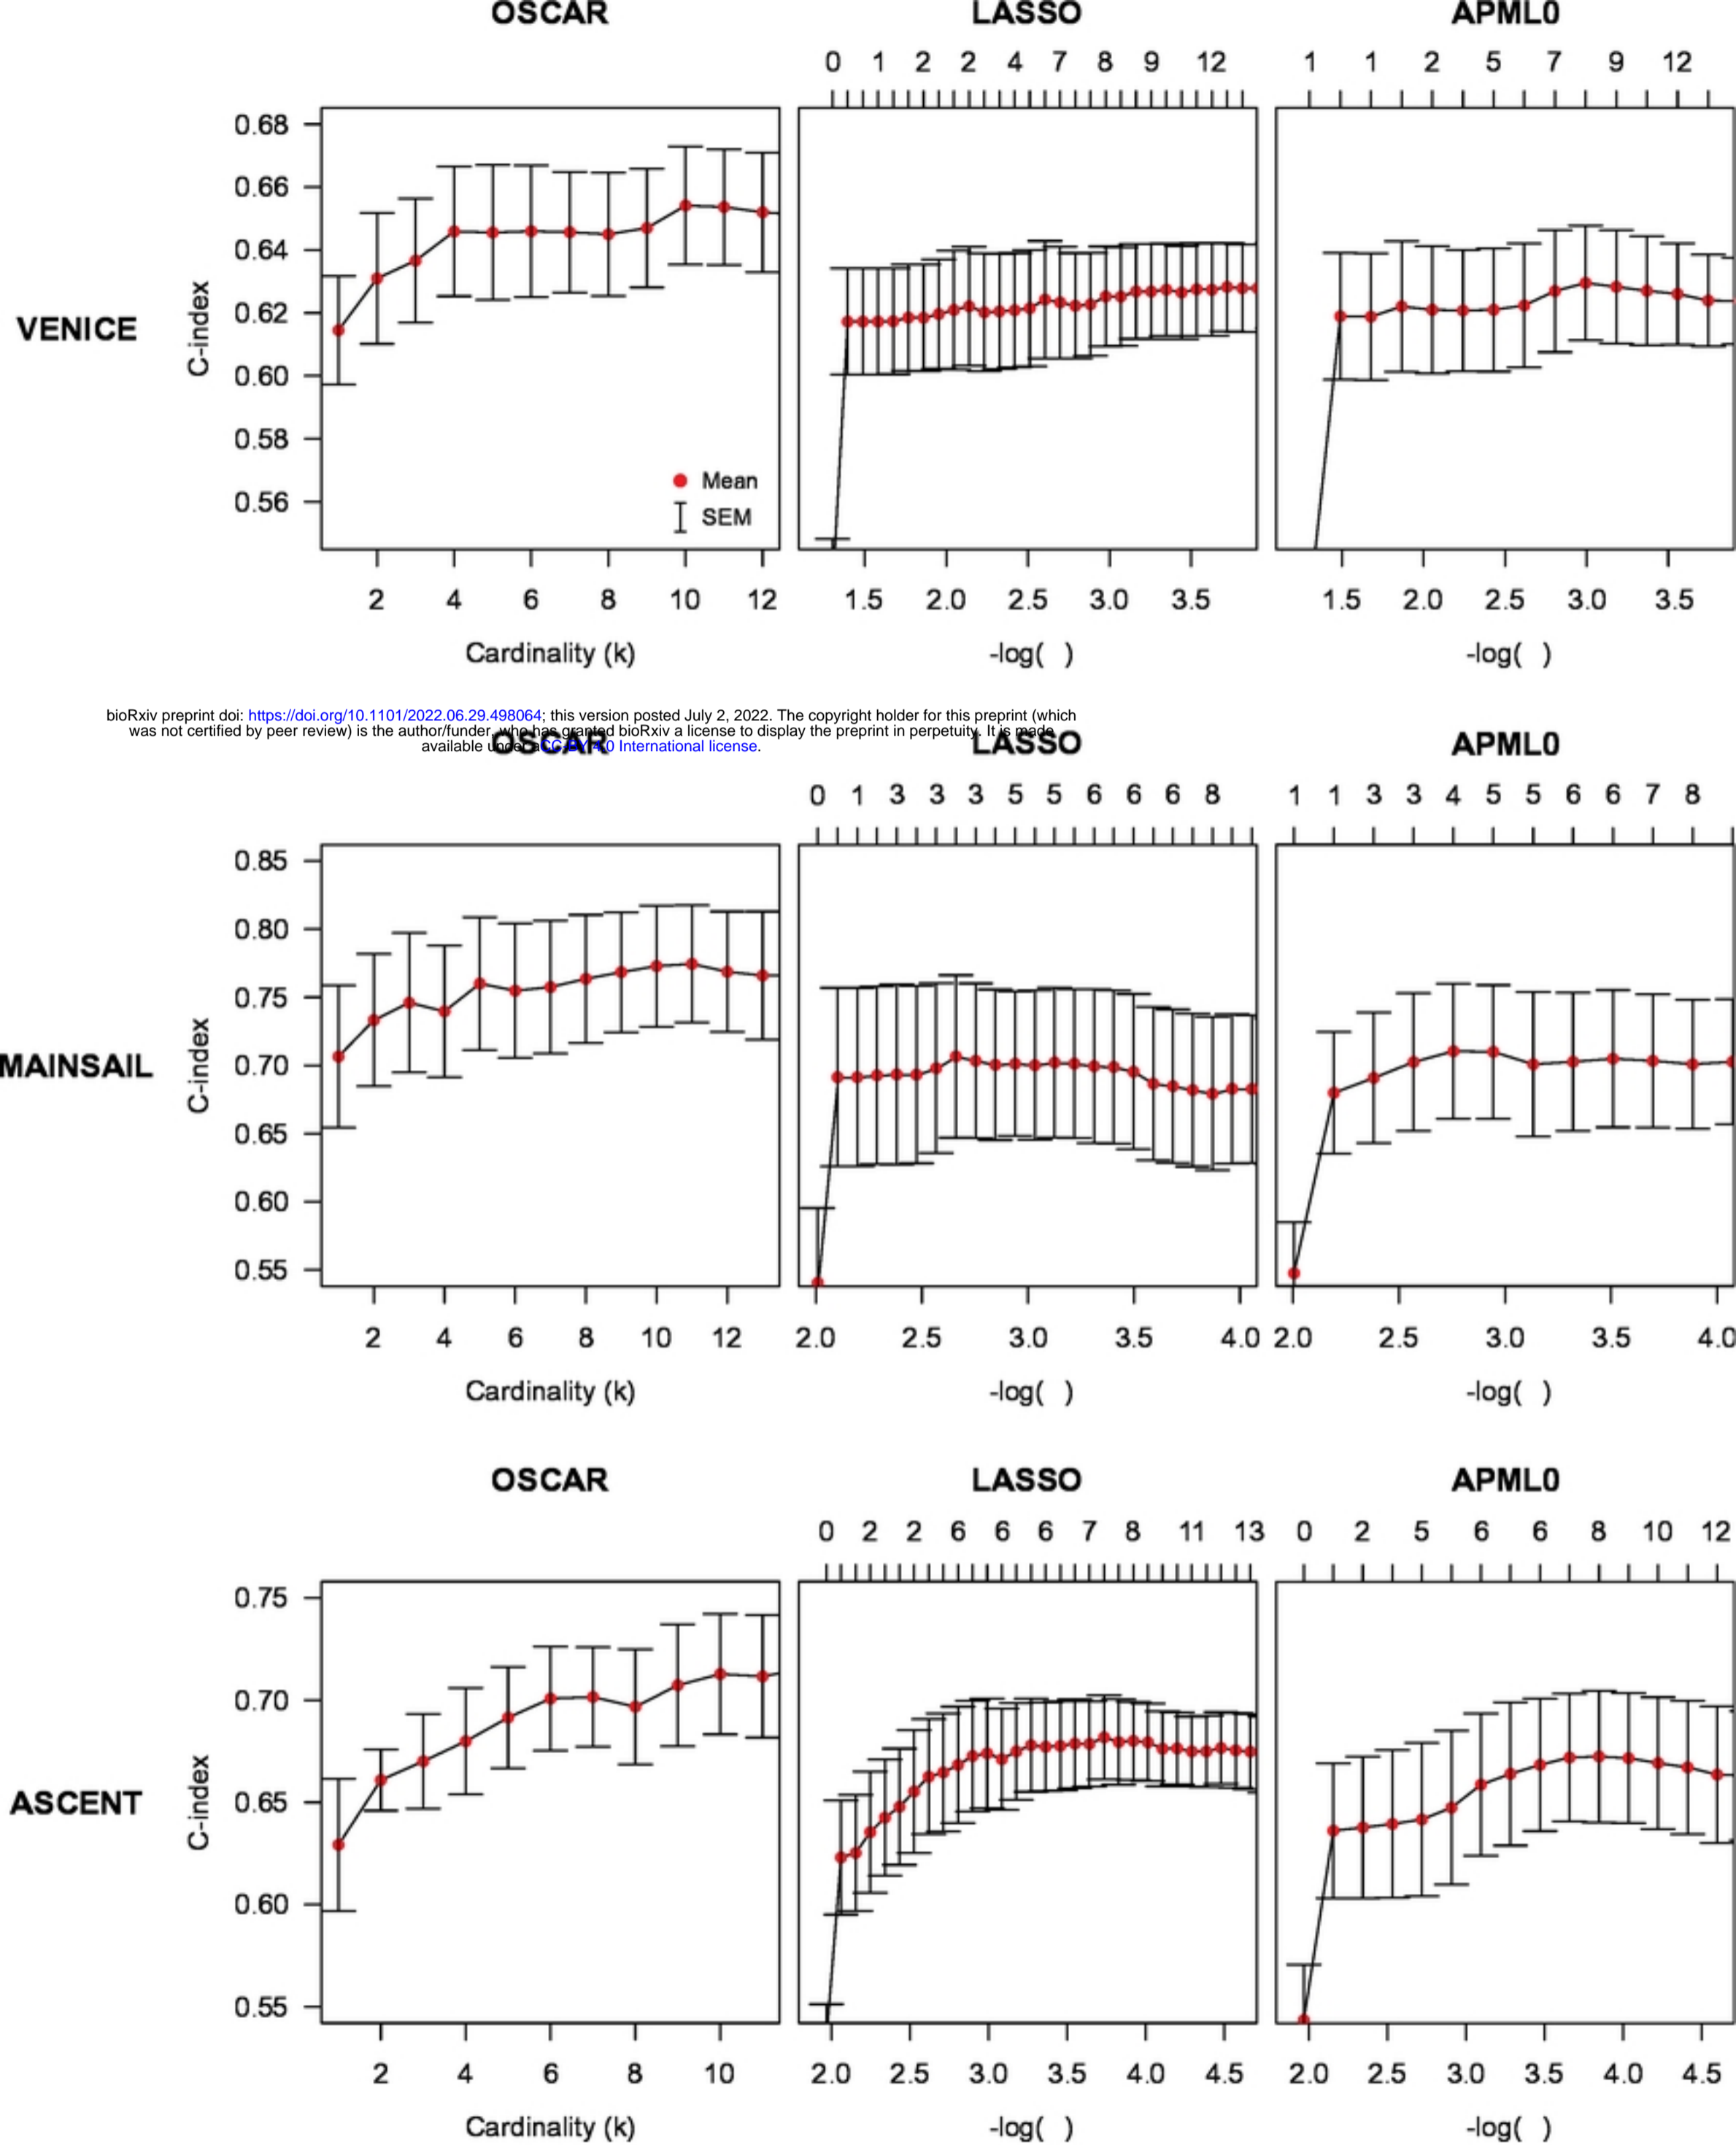 OSCAR LASSO APML0
0 1 2 2 4 7 8 9 12 1 1 2 5 7 9 12
0.68
0.66
0.64
0.62
0.60
0.58
0.56
C-index
VENICE
Mean
SEM
2 4 6 8 10 12 1.5 2.0 2.5 3.0 3.5 1.5 2.0 2.5 3.0 3.5
Cardinality (k) -log( ) -log( )
bioRxiv preprint doi: https://doi.org/10.1101/2022.06.29.498064; this version posted July 2, 2022. The copyright holder for this preprint (which
was not certified by peer review) is the author/funder, who has granted bioRxiv a license to display the preprint in perpetuity. It is made
available under aCC-BY 4.0 International license.
OSCAR LASSO APML0
0 1 3 3 3 5 5 6 6 6 8 1 1 3 3 4 5 5 6 6 7 8
0.85
0.80
0.75
0.70
0.65
0.60
0.55
C-index
MAINSAIL
2 4 6 8 10 12 2.0 2.5 3.0 3.5 4.0 2.0 2.5 3.0 3.5 4.0
Cardinality (k) -log( ) -log( )
OSCAR LASSO APML0
0 2 2 6 6 6 7 8 11 13 0 2 5 6 6 8 10 12
0.75
0.70
0.65
0.60
0.55
C-index
ASCENT
2 4 6 8 10 2.0 2.5 3.0 3.5 4.0 4.5 2.0 2.5 3.0 3.5 4.0 4.5
Cardinality (k) -log( ) -log( )